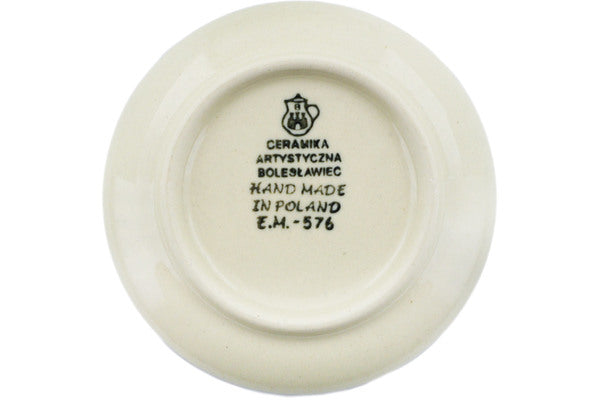 B
CERAMIKA
ARTYSTYCZNA
BOLESŁAWIEC
HAND MADE
IN POLAND
E.M.-576